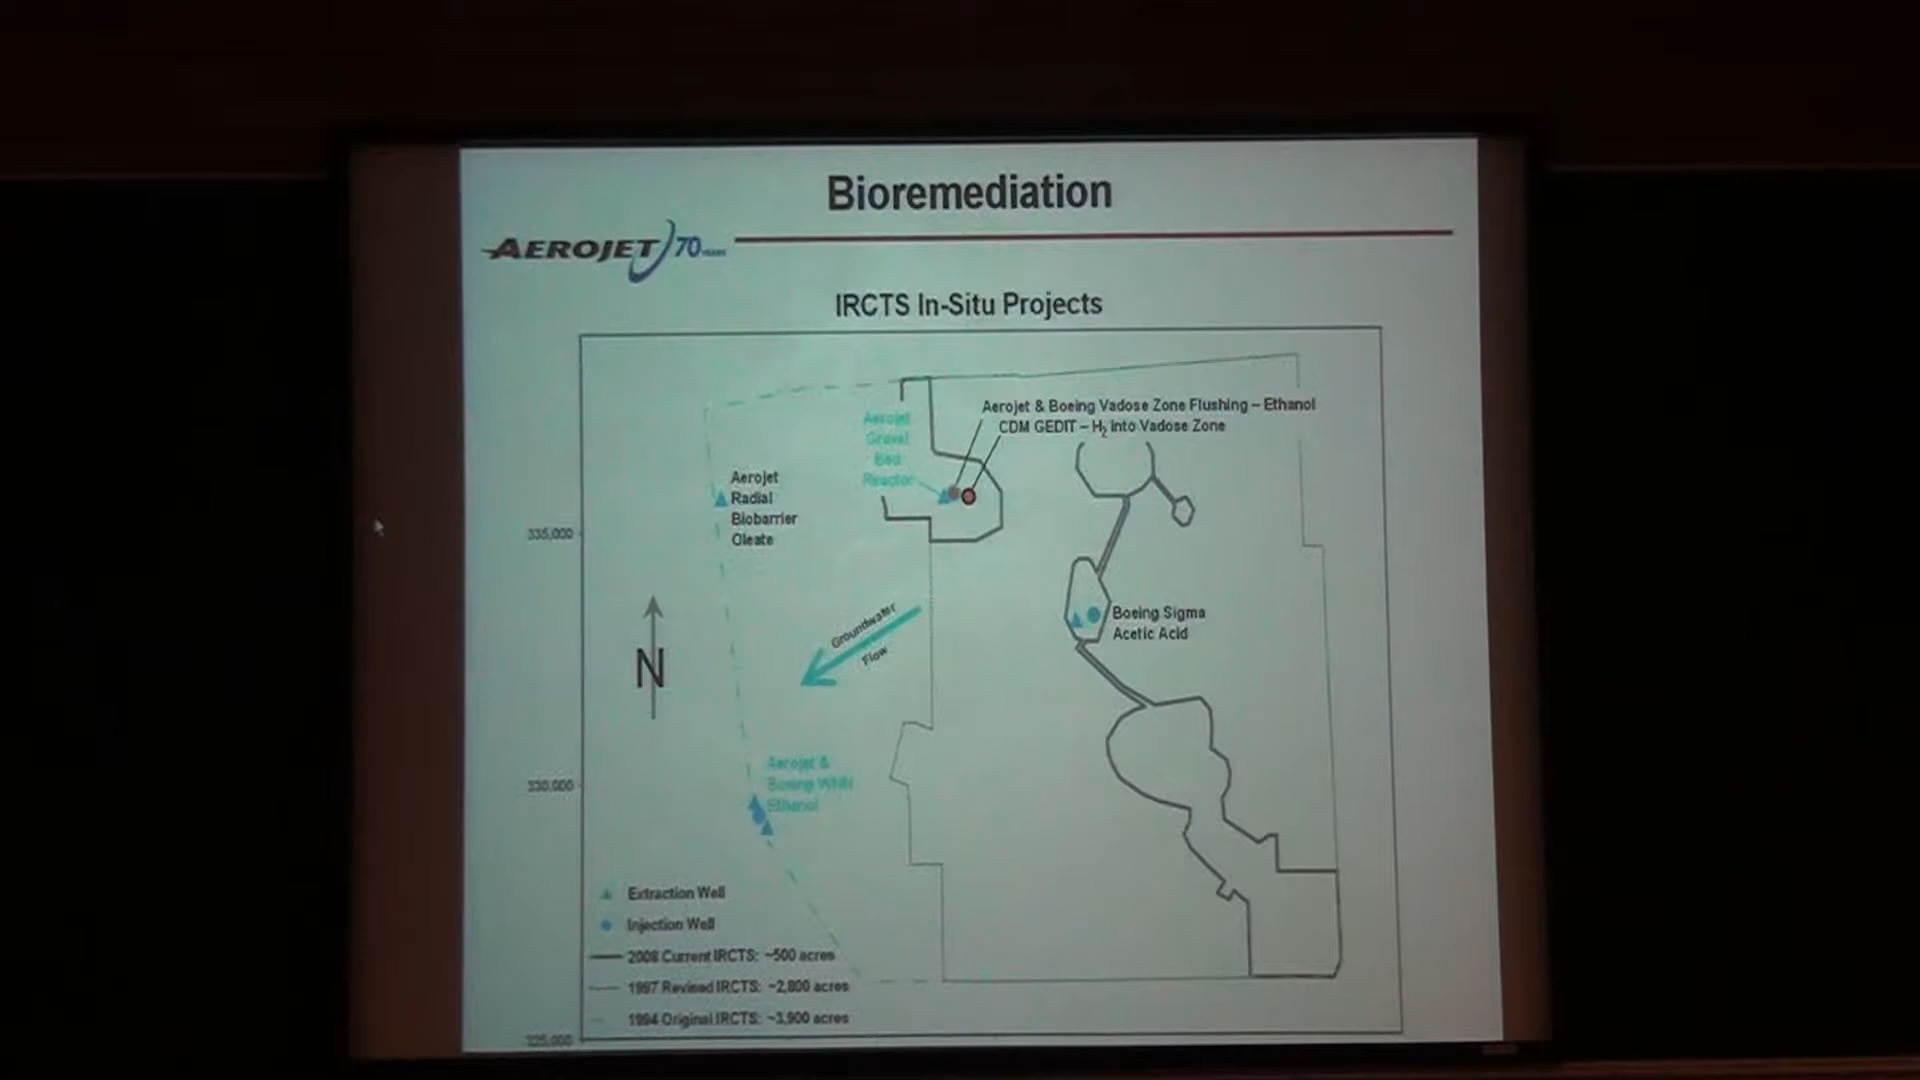 Bioremediation
AEROJET 70 YEARS
IRCTS In-Situ Projects
Aerojet & Boeing Vadose Zone Flushing – Ethanol
CDM GEDIT – H2 into Vadose Zone
Aerojet
Gravel
Bed
Reactor
Aerojet
Radial
Biobarrier
Oleate
335,000
Groundwater
Flow
Boeing Sigma
Acetic Acid
N
Aerojet &
Boeing WNN
Ethanol
330,000
Extraction Well
Injection Well
2008 Current IRCTS: ~500 acres
1997 Revised IRCTS: ~2,800 acres
1994 Original IRCTS: ~3,900 acres
325,000